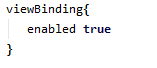 viewBinding{
    enabled true
}